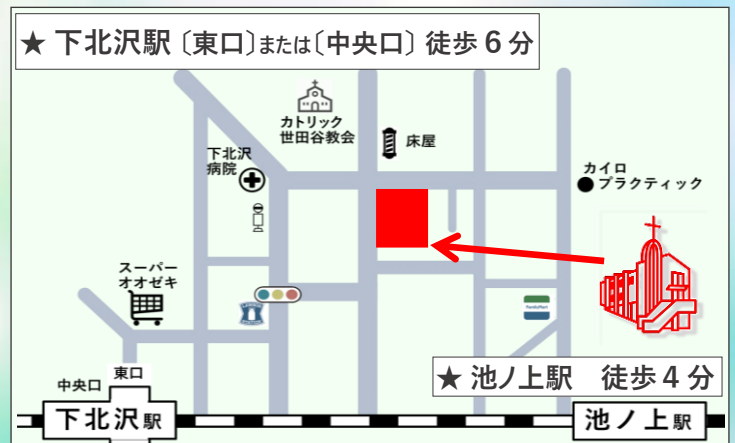 ★ 下北沢駅〔東口〕または〔中央口〕徒歩６分
カトリック
世田谷教会
床屋
下北沢
病院
カイロ
プラクティック
スーパー
オオゼキ
FamilyMart
★ 池ノ上駅　徒歩４分
中央口
東口
下北沢駅
池ノ上駅